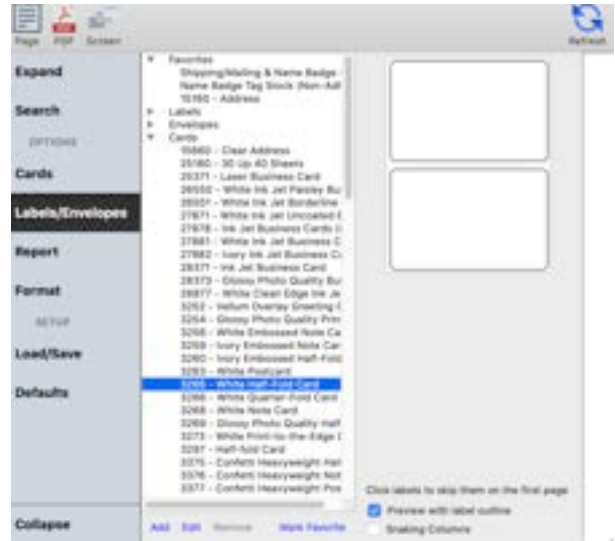 Page PDF Screen Refresh
Expand
Search
OPTIONS
Cards
Labels/Envelopes
Report
Format
SETUP
Load/Save
Defaults
Collapse
Favorites
Shipping/Mailing & Name Badge
Name Badge Tag Stock (Non-Adh
15160 - Address
Labels
Envelopes
Cards
15660 - Clear Address
25160 - 30 Up 40 Sheets
25371 - Laser Business Card
26550 - White Ink Jet Paisley Bu
26551 - White Ink Jet Borderline
27871 - White Ink Jet Uncoated
27878 - Ink Jet Business Cards
27881 - White Ink Jet Business C
27882 - Ivory Ink Jet Business Cu
28371 - Ink Jet Business Card
28373 - Glossy Photo Quality Bus
28877 - White Clean Edge Ink Je
3252 - Vellum Overlay Greeting
3254 - Glossy Photo Quality Prin
3256 - White Embossed Note Ca
3259 - Ivory Embossed Note Car
3260 - Ivory Embossed Half-Fold
3263 - White Postcard
3265 - White Half-Fold Card
3266 - White Quarter-Fold Card
3268 - White Note Card
3269 - Glossy Photo Quality Half
3273 - White Print-to-the-Edge
3297 - Half-fold Card
3375 - Confetti Heavyweight Hal
3376 - Confetti Heavyweight Not
3377 - Confetti Heavyweight Pos
Add Edit Remove Mark Favorite
Click labels to skip them on the first page
Preview with label outline
Snaking Columns